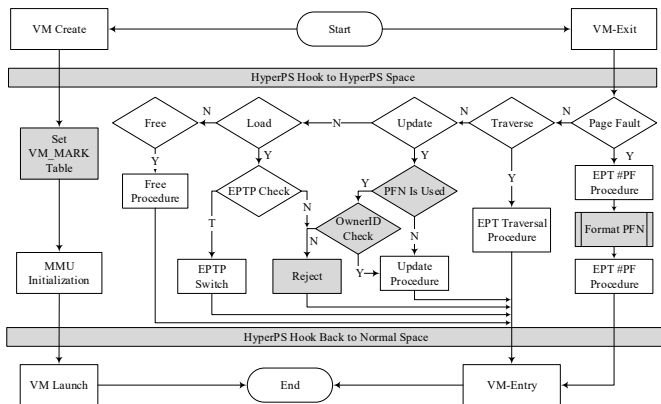 VM Create
Start
VM-Exit
HyperPS Hook to HyperPS Space
Free
N
Load
N
Update
N
Traverse
N
Page Fault
Set
VM_MARK
Table
Y
Y
Y
Y
Y
Free
Procedure
EPTP Check
N
T
Y
PFN Is Used
N
OwnerID
Check
N
Y
EPT #PF
Procedure
EPT Traversal
Procedure
Format PFN
MMU
Initialization
EPTP
Switch
Reject
Update
Procedure
EPT #PF
Procedure
HyperPS Hook Back to Normal Space
VM Launch
End
VM-Entry